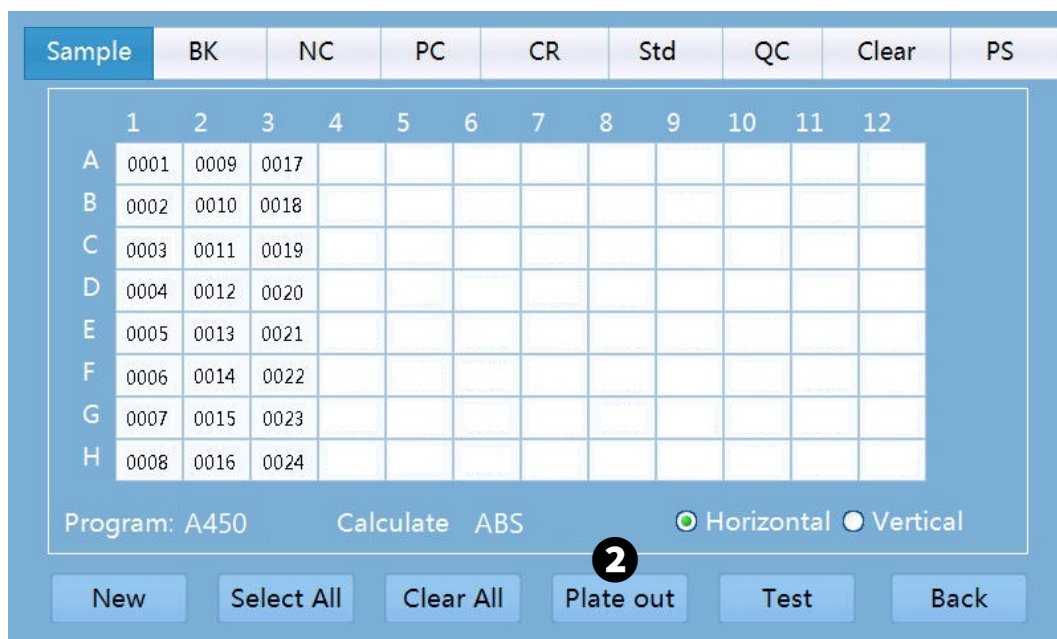 Sample BK NC PC CR Std QC Clear PS
1 2 3 4 5 6 7 8 9 10 11 12
A 0001 0009 0017
B 0002 0010 0018
C 0003 0011 0019
D 0004 0012 0020
E 0005 0013 0021
F 0006 0014 0022
G 0007 0015 0023
H 0008 0016 0024
Program: A450 Calculate ABS Horizontal Vertical
2
New Select All Clear All Plate out Test Back